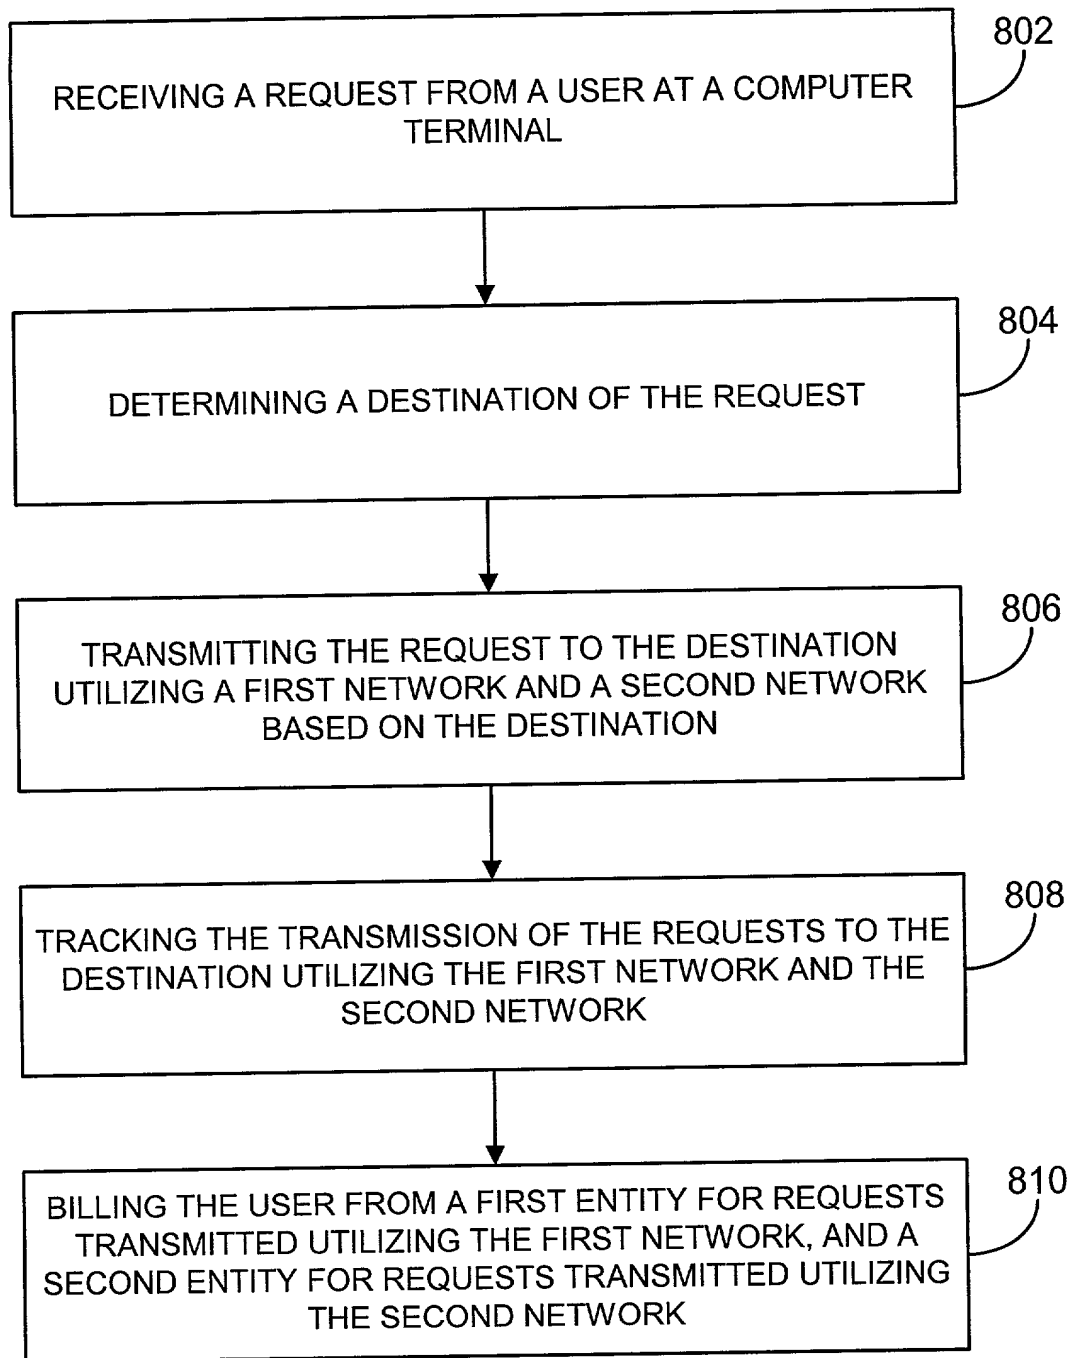 802
RECEIVING A REQUEST FROM A USER AT A COMPUTER
TERMINAL
804
DETERMINING A DESTINATION OF THE REQUEST
806
TRANSMITTING THE REQUEST TO THE DESTINATION
UTILIZING A FIRST NETWORK AND A SECOND NETWORK
BASED ON THE DESTINATION
808
TRACKING THE TRANSMISSION OF THE REQUESTS TO THE
DESTINATION UTILIZING THE FIRST NETWORK AND THE
SECOND NETWORK
810
BILLING THE USER FROM A FIRST ENTITY FOR REQUESTS
TRANSMITTED UTILIZING THE FIRST NETWORK, AND A
SECOND ENTITY FOR REQUESTS TRANSMITTED UTILIZING
THE SECOND NETWORK